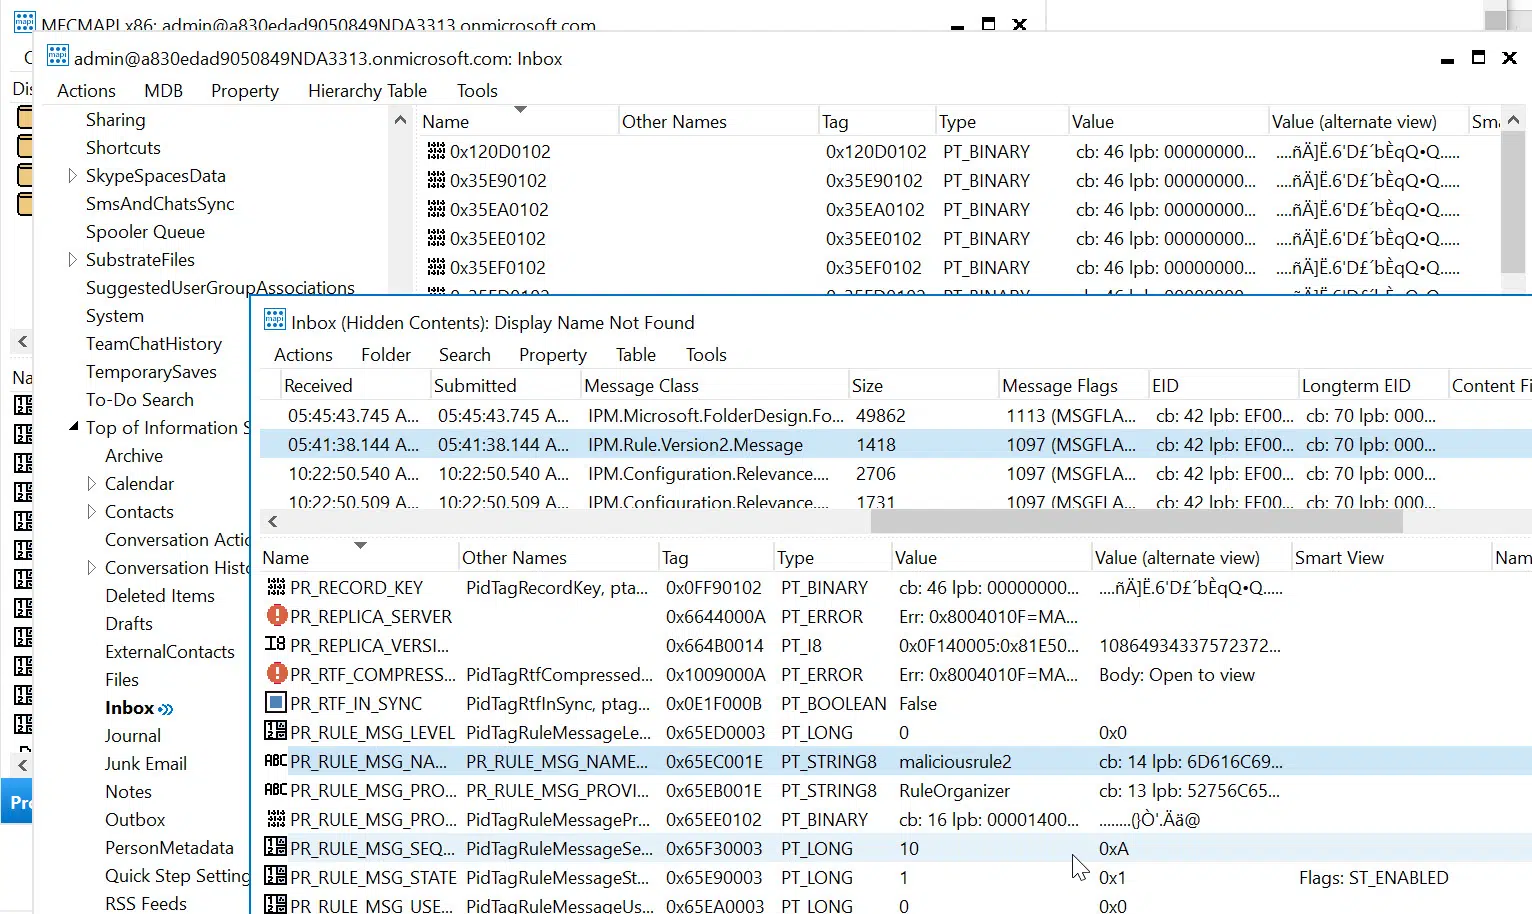 MFCMAPI x86: admin@a830edad9050849NDA3313.onmicrosoft.com
admin@a830edad9050849NDA3313.onmicrosoft.com: Inbox
Actions MDB Property Hierarchy Table Tools
Sharing
Shortcuts
SkypeSpacesData
SmsAndChatsSync
Spooler Queue
SubstrateFiles
SuggestedUserGroupAssociations
System
TeamChatHistory
TemporarySaves
To-Do Search
Top of Information S
Archive
Calendar
Contacts
Conversation Actio
Conversation Histo
Deleted Items
Drafts
ExternalContacts
Files
Inbox
Journal
Junk Email
Notes
Outbox
PersonMetadata
Quick Step Setting
RSS Feeds
Name Other Names Tag Type Value Value (alternate view) Sma
0x120D0102 0x120D0102 PT_BINARY cb: 46 lpb: 00000000... ....ñÄ]Ë.6'D£´bÈqQ•Q.....
0x35E90102 0x35E90102 PT_BINARY cb: 46 lpb: 00000000... ....ñÄ]Ë.6'D£´bÈqQ•Q.....
0x35EA0102 0x35EA0102 PT_BINARY cb: 46 lpb: 00000000... ....ñÄ]Ë.6'D£´bÈqQ•Q.....
0x35EE0102 0x35EE0102 PT_BINARY cb: 46 lpb: 00000000... ....ñÄ]Ë.6'D£´bÈqQ•Q.....
0x35EF0102 0x35EF0102 PT_BINARY cb: 46 lpb: 00000000... ....ñÄ]Ë.6'D£´bÈqQ•Q.....
Inbox (Hidden Contents): Display Name Not Found
Actions Folder Search Property Table Tools
Received Submitted Message Class Size Message Flags EID Longterm EID Content Fi
05:45:43.745 A... 05:45:43.745 A... IPM.Microsoft.FolderDesign.Fo... 49862 1113 (MSGFLA... cb: 42 lpb: EF00... cb: 70 lpb: 000...
05:41:38.144 A... 05:41:38.144 A... IPM.Rule.Version2.Message 1418 1097 (MSGFLA... cb: 42 lpb: EF00... cb: 70 lpb: 000...
10:22:50.540 A... 10:22:50.540 A... IPM.Configuration.Relevance.... 2706 1097 (MSGFLA... cb: 42 lpb: EF00... cb: 70 lpb: 000...
10:22:50.509 A... 10:22:50.509 A... IPM.Configuration.Relevance.... 1731 1097 (MSGFLA... cb: 42 lpb: EF00... cb: 70 lpb: 000...
Name Other Names Tag Type Value Value (alternate view) Smart View Nam
PR_RECORD_KEY PidTagRecordKey, pta... 0x0FF90102 PT_BINARY cb: 46 lpb: 00000000... ....ñÄ]Ë.6'D£´bÈqQ•Q.....
PR_REPLICA_SERVER 0x6644000A PT_ERROR Err: 0x8004010F=MA...
PR_REPLICA_VERSI... 0x664B0014 PT_I8 0x0F140005:0x81E50... 10864934337572372...
PR_RTF_COMPRESS... PidTagRtfCompressed... 0x1009000A PT_ERROR Err: 0x8004010F=MA... Body: Open to view
PR_RTF_IN_SYNC PidTagRtfInSync, ptag... 0x0E1F000B PT_BOOLEAN False
PR_RULE_MSG_LEVEL PidTagRuleMessageLe... 0x65ED0003 PT_LONG 0 0x0
PR_RULE_MSG_NA... PR_RULE_MSG_NAME... 0x65EC001E PT_STRING8 maliciousrule2 cb: 14 lpb: 6D616C69...
PR_RULE_MSG_PRO... PR_RULE_MSG_PROVI... 0x65EB001E PT_STRING8 RuleOrganizer cb: 13 lpb: 52756C65...
PR_RULE_MSG_PRO... PidTagRuleMessagePr... 0x65EE0102 PT_BINARY cb: 16 lpb: 00001400... ........(}Ò'.Ää@
PR_RULE_MSG_SEQ... PidTagRuleMessageSe... 0x65F30003 PT_LONG 10 0xA
PR_RULE_MSG_STATE PidTagRuleMessageSt... 0x65E90003 PT_LONG 1 0x1 Flags: ST_ENABLED
PR_RULE_MSG_USE... PidTagRuleMessageUs... 0x65EA0003 PT_LONG 0 0x0